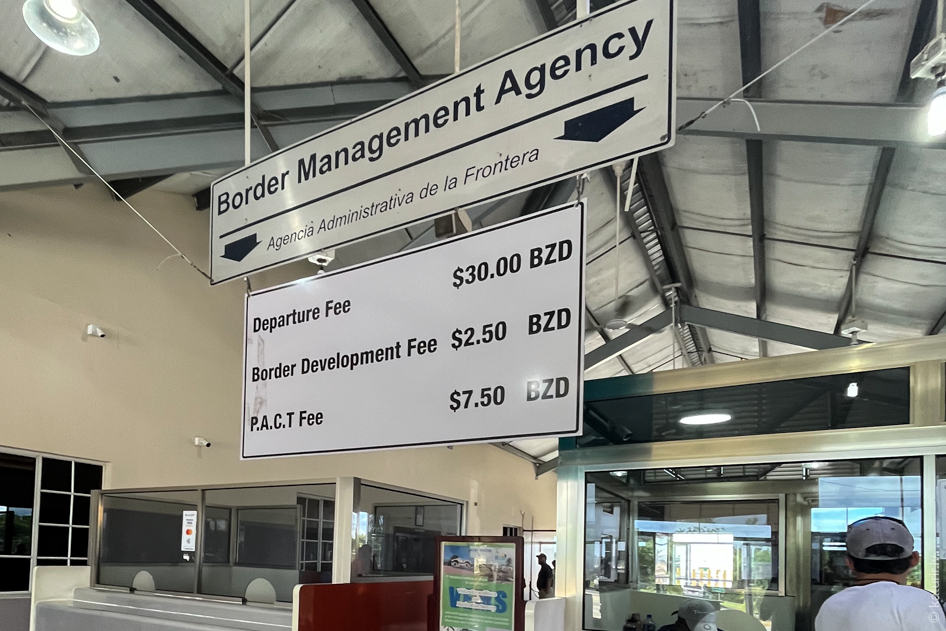 Border Management Agency
Agencia Administrativa de la Frontera
Departure Fee $30.00 BZD
Border Development Fee $2.50 BZD
P.A.C.T Fee $7.50 BZD